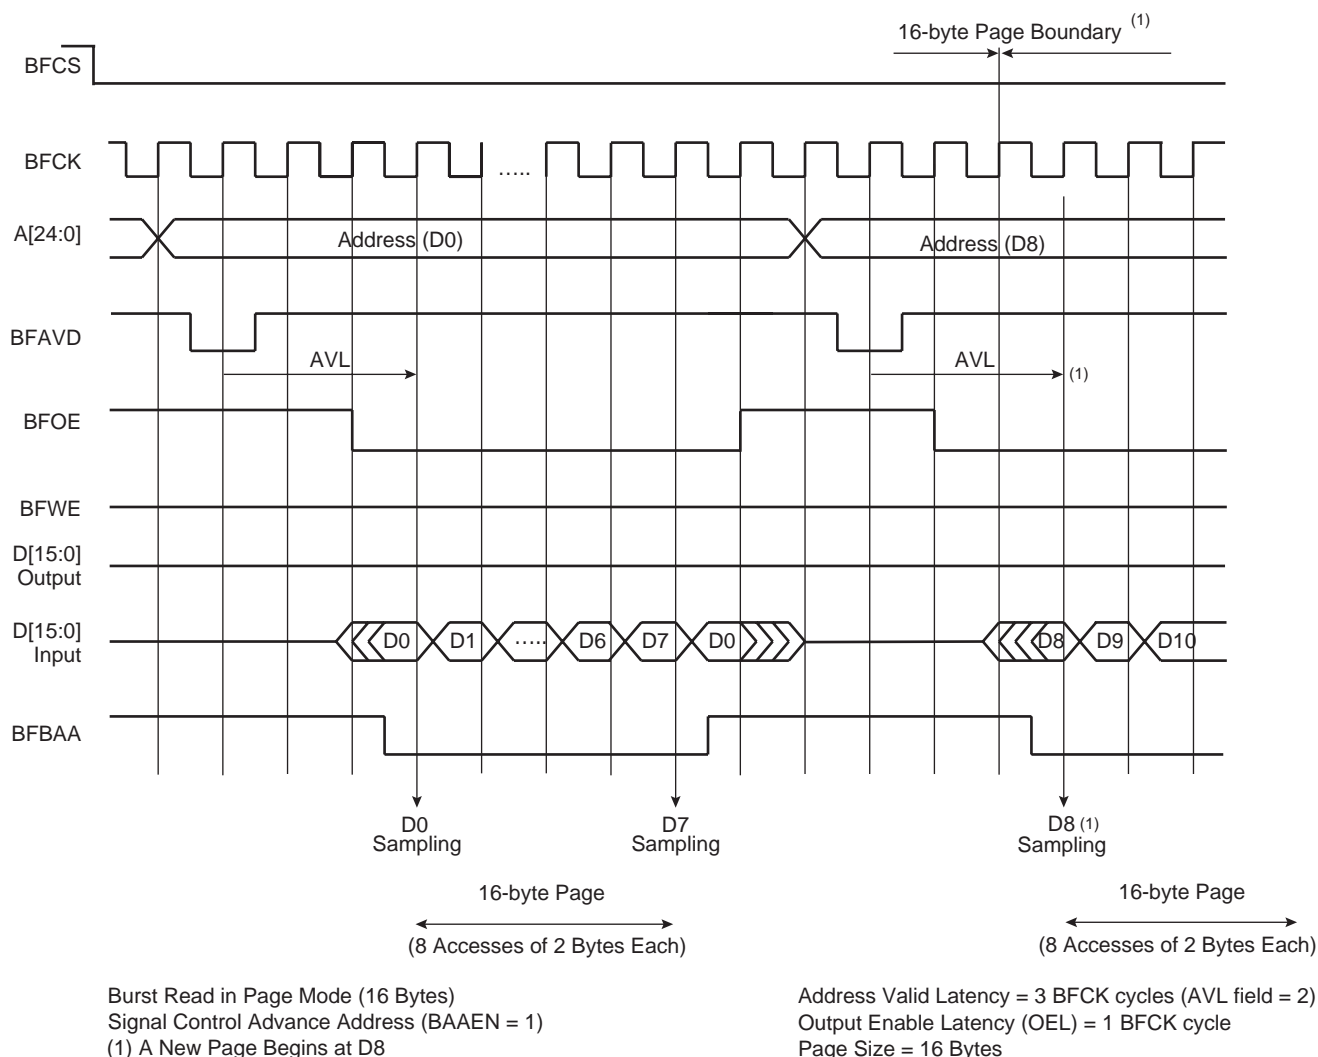 16-byte Page Boundary (1)
BFCS
BFCK
.....
A[24:0]
Address (D0)
Address (D8)
BFAVD
AVL
AVL
(1)
BFOE
BFWE
D[15:0]
Output
D[15:0]
Input
D0
D1
.....
D6
D7
D0
D8
D9
D10
BFBAA
D0
Sampling
D7
Sampling
D8 (1)
Sampling
16-byte Page
(8 Accesses of 2 Bytes Each)
16-byte Page
(8 Accesses of 2 Bytes Each)
Burst Read in Page Mode (16 Bytes)
Signal Control Advance Address (BAAEN = 1)
(1) A New Page Begins at D8
Address Valid Latency = 3 BFCK cycles (AVL field = 2)
Output Enable Latency (OEL) = 1 BFCK cycle
Page Size = 16 Bytes